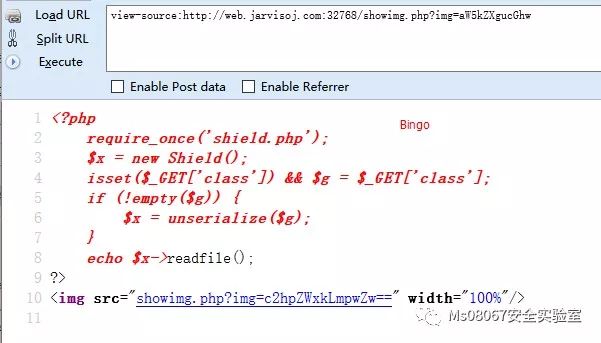 Load URL
view-source:http://web.jarvisoj.com:32768/showimg.php?img=aW5kZXgucGhw
Split URL
Execute
Enable Post data Enable Referrer
1 <?php
2 require_once('shield.php'); Bingo
3 $x = new Shield();
4 isset($_GET['class']) && $g = $_GET['class'];
5 if (!empty($g)) {
6 $x = unserialize($g);
7 }
8 echo $x->readfile();
9 ?>
10 <img src="showimg.php?img=c2hpZWxkLmpwZw==" width="100%"/>
11
Ms08067安全实验室